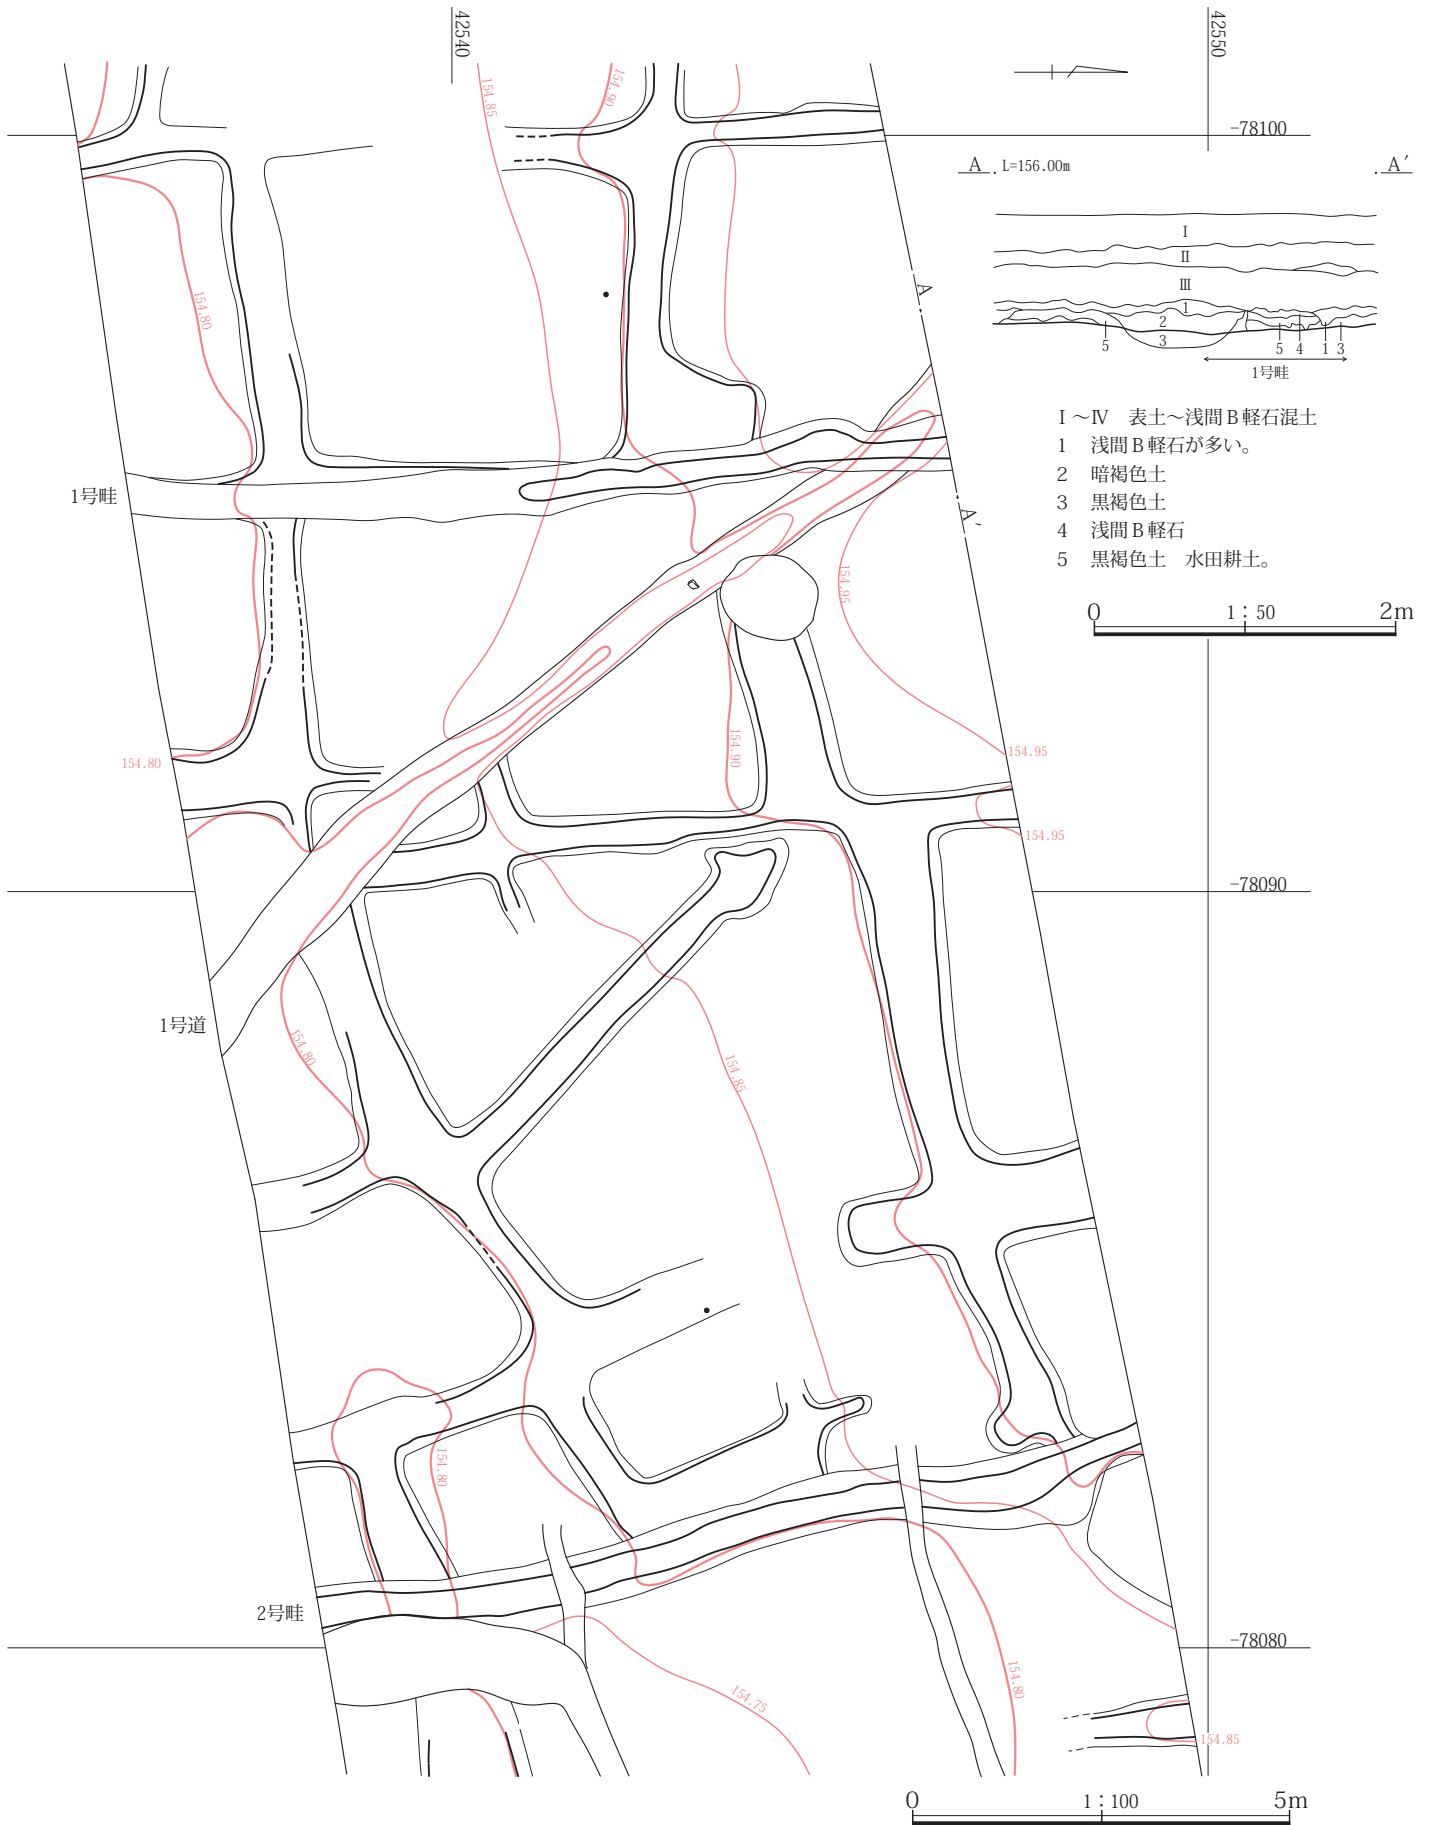 42540
42550
154.85
154.90
-78100
A . L=156.00m . A′
I
II
III
1
2
3
5
5 4 1 3
1号畦
154.80
A
A′
I～Ⅳ 表土～浅間B軽石混土
1 浅間B軽石が多い。
2 暗褐色土
3 黒褐色土
4 浅間B軽石
5 黒褐色土 水田耕土。
1号畦
0 1：50 2m
154.95
154.90
154.95
154.80
154.95
-78090
1号道
154.80
154.85
154.80
2号畦
-78080
154.80
154.75
154.85
0 1：100 5m